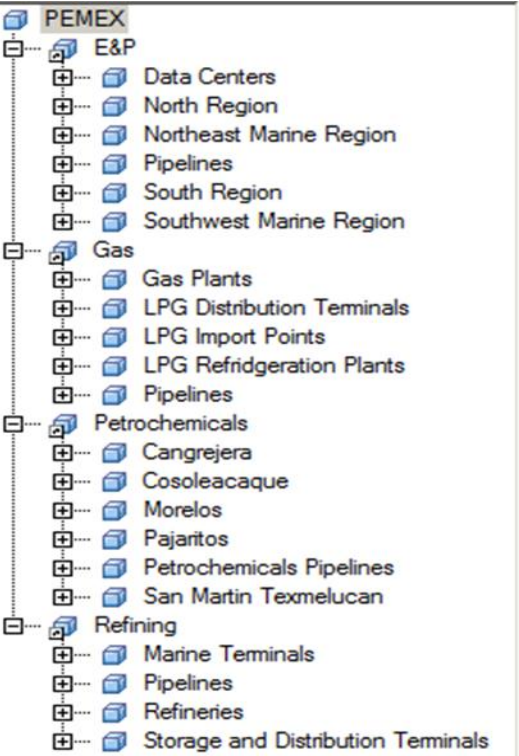 PEMEX
E&P
Data Centers
North Region
Northeast Marine Region
Pipelines
South Region
Southwest Marine Region
Gas
Gas Plants
LPG Distribution Terminals
LPG Import Points
LPG Refridgeration Plants
Pipelines
Petrochemicals
Cangrejera
Cosoleacaque
Morelos
Pajaritos
Petrochemicals Pipelines
San Martin Texmelucan
Refining
Marine Terminals
Pipelines
Refineries
Storage and Distribution Terminals